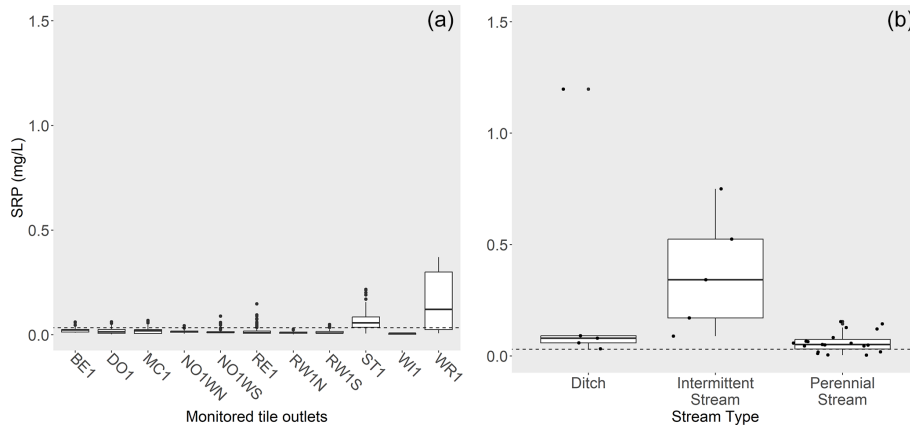 (a)
1.5
1.0
0.5
0.0
SRP (mg/L)
BE1
DO1
MC1
NO1WN
NO1WS
RE1
RW1N
RW1S
ST1
WI1
WR1
Monitored tile outlets
(b)
1.5
1.0
0.5
0.0
Ditch
Intermittent
Stream
Perennial
Stream
Stream Type